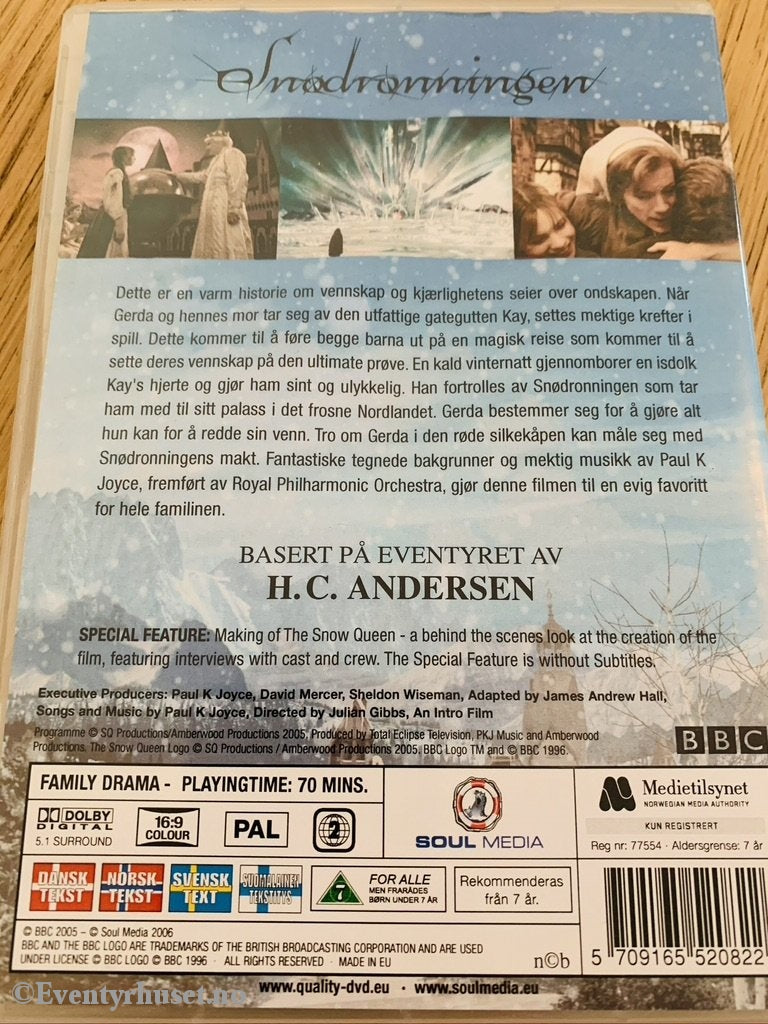 Snødronningen
Dette er en varm historie om vennskap og kjærlighetens seier over ondskapen. Når
Gerda og hennes mor tar seg av den utfattige gategutten Kay, settes mektige krefter i
spill. Dette kommer til å føre begge barna ut på en magisk reise som kommer til å
sette deres vennskap på den ultimate prøve. En kald vinternatt gjennomborer en isdolk
Kay's hjerte og gjør ham sint og ulykkelig. Han fortrolles av Snødronningen som tar
ham med til sitt palass i det frosne Nordlandet. Gerda bestemmer seg for å gjøre alt
hun kan for å redde sin venn. Tro om Gerda i den røde silkekåpen kan måle seg med
Snødronningens makt. Fantastiske tegnede bakgrunner og mektig musikk av Paul K
Joyce, fremført av Royal Philharmonic Orchestra, gjør denne filmen til en evig favoritt
for hele familinen.
BASERT PÅ EVENTYRET AV
H.C. ANDERSEN
SPECIAL FEATURE: Making of The Snow Queen - a behind the scenes look at the creation of the
film, featuring interviews with cast and crew. The Special Feature is without Subtitles.
Executive Producers: Paul K Joyce, David Mercer, Sheldon Wiseman, Adapted by James Andrew Hall,
Songs and Music by Paul K Joyce, Directed by Julian Gibbs, An Intro Film
Programme © SQ Productions/Amberwood Productions 2005. Produced by Total Eclipse Television, PKJ Music and Amberwood
Productions. The Snow Queen Logo © SQ Productions / Amberwood Productions 2005. BBC Logo TM and © BBC 1996.
BBC
FAMILY DRAMA - PLAYINGTIME: 70 MINS.
DOLBY
DIGITAL
5.1 SURROUND
16:9
COLOUR
PAL
2
SOUL MEDIA
Medietilsynet
NORWEGIAN MEDIA AUTHORITY
KUN REGISTRERT
Reg nr: 77554 · Aldersgrense: 7 år
DANSK
TEKST
NORSK
TEKST
SVENSK
TEXT
SUOMALAINEN
TEKSTITYS
7
FOR ALLE
MEN FRARÅDES
BØRN UNDER 7 ÅR
Rekommenderas
från 7 år.
© BBC 2005 – © Soul Media 2006
BBC AND THE BBC LOGO ARE TRADEMARKS OF THE BRITISH BROADCASTING CORPORATION AND ARE USED
UNDER LICENSE © BBC LOGO © BBC 1996 · ALL RIGHTS RESERVED · MADE IN EU
n©b
5 709165 520822
©Eventyrhuset.no
www.quality-dvd.eu · www.soulmedia.eu